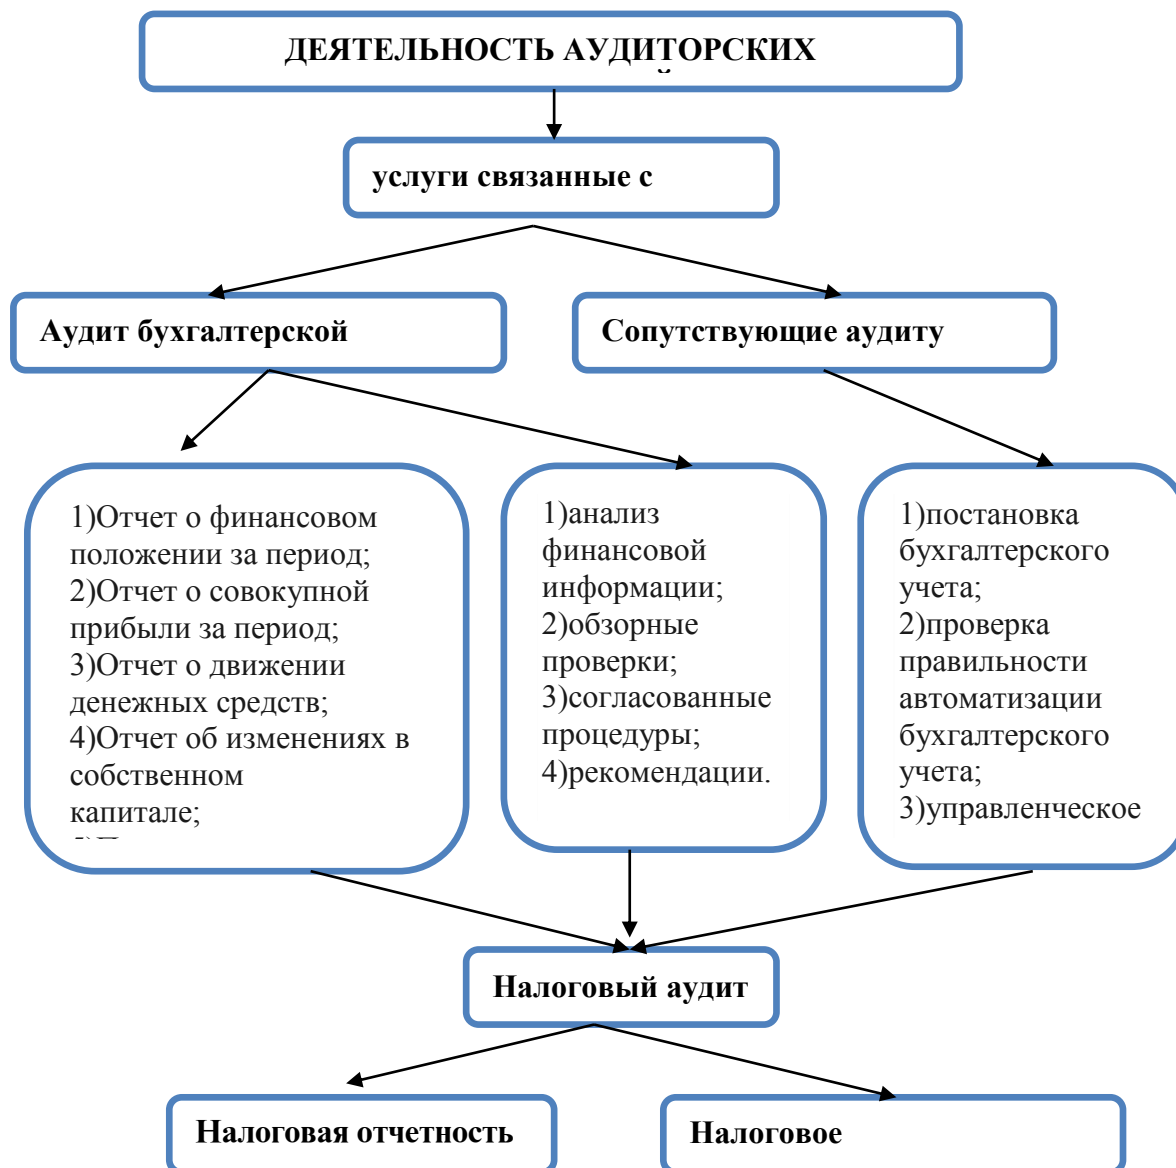 ДЕЯТЕЛЬНОСТЬ АУДИТОРСКИХ
услуги связанные с
Аудит бухгалтерской
Сопутствующие аудиту
1)Отчет о финансовом
положении за период;
2)Отчет о совокупной
прибыли за период;
3)Отчет о движении
денежных средств;
4)Отчет об изменениях в
собственном
капитале;
1)анализ
финансовой
информации;
2)обзорные
проверки;
3)согласованные
процедуры;
4)рекомендации.
1)постановка
бухгалтерского
учета;
2)проверка
правильности
автоматизации
бухгалтерского
учета;
3)управленческое
Налоговый аудит
Налоговая отчетность
Налоговое